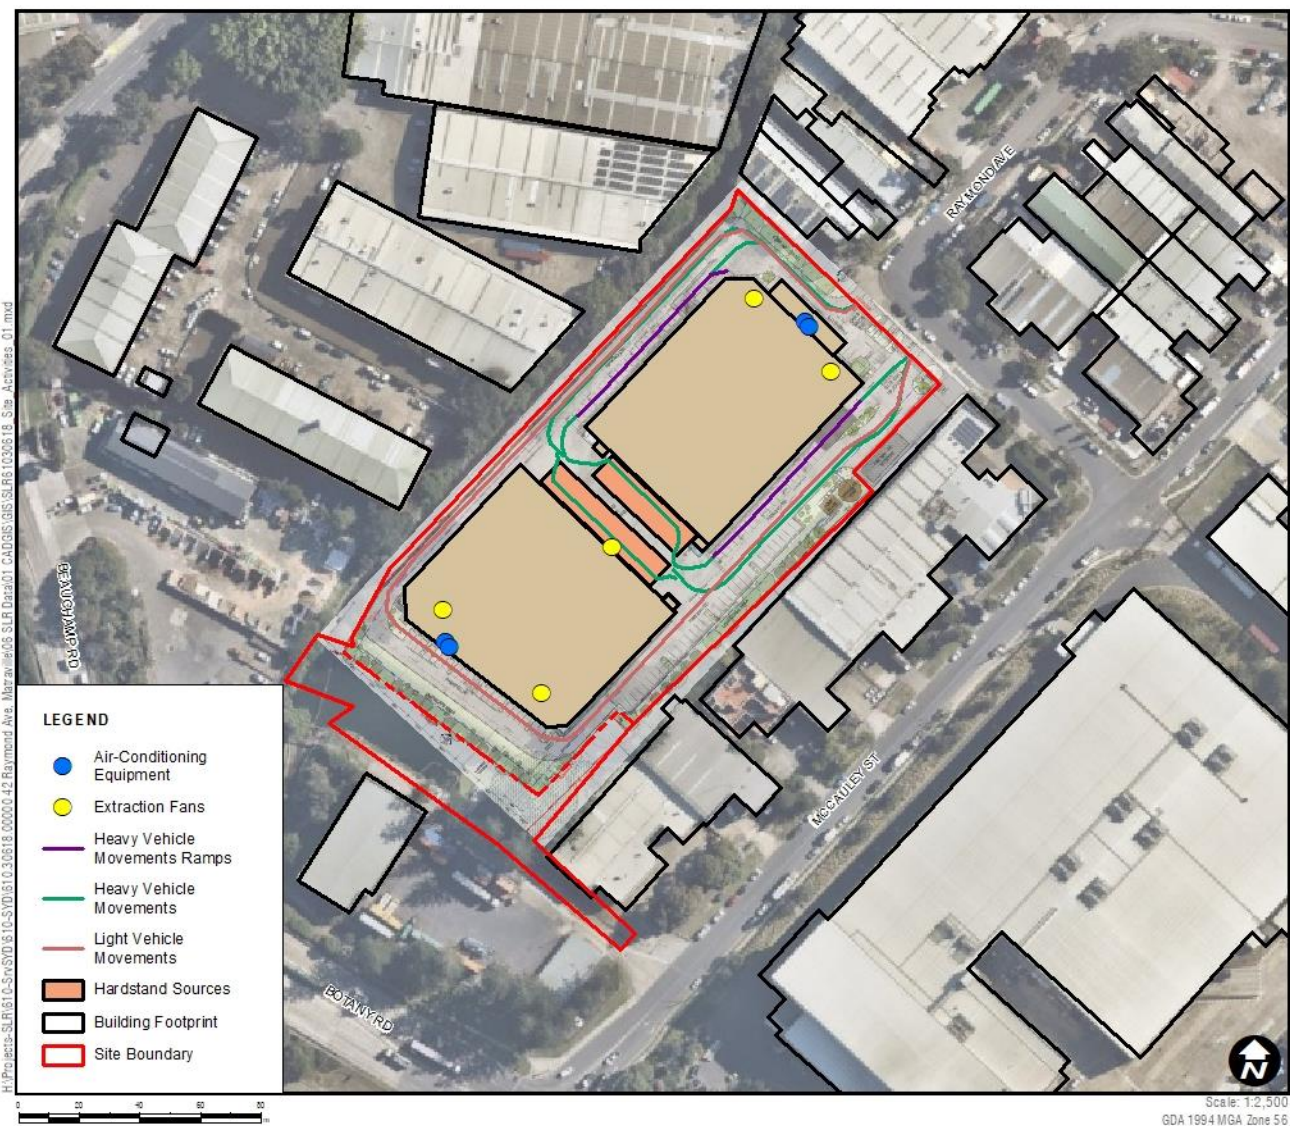 RAYMOND AVE
BEAUCHAMP RD
MCCAULEY ST
BOTANY RD
LEGEND
Air-Conditioning
Equipment
Extraction Fans
Heavy Vehicle
Movements Ramps
Heavy Vehicle
Movements
Light Vehicle
Movements
Hardstand Sources
Building Footprint
Site Boundary
N
0 20 40 60 80
Scale: 1:2,500
GDA 1994 MGA Zone 56